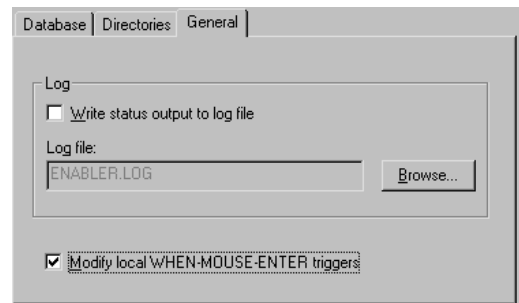 Database Directories General
Log
Write status output to log file
Log file:
ENABLER.LOG
Browse...
Modify local WHEN-MOUSE-ENTER triggers